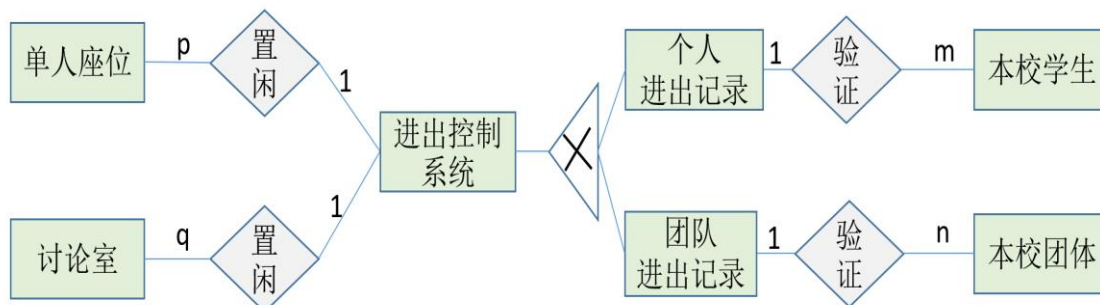 单人座位
p
置
闲
1
进出控制
系统
个人
进出记录
1
验
证
m
本校学生
讨论室
q
置
闲
1
团队
进出记录
1
验
证
n
本校团体